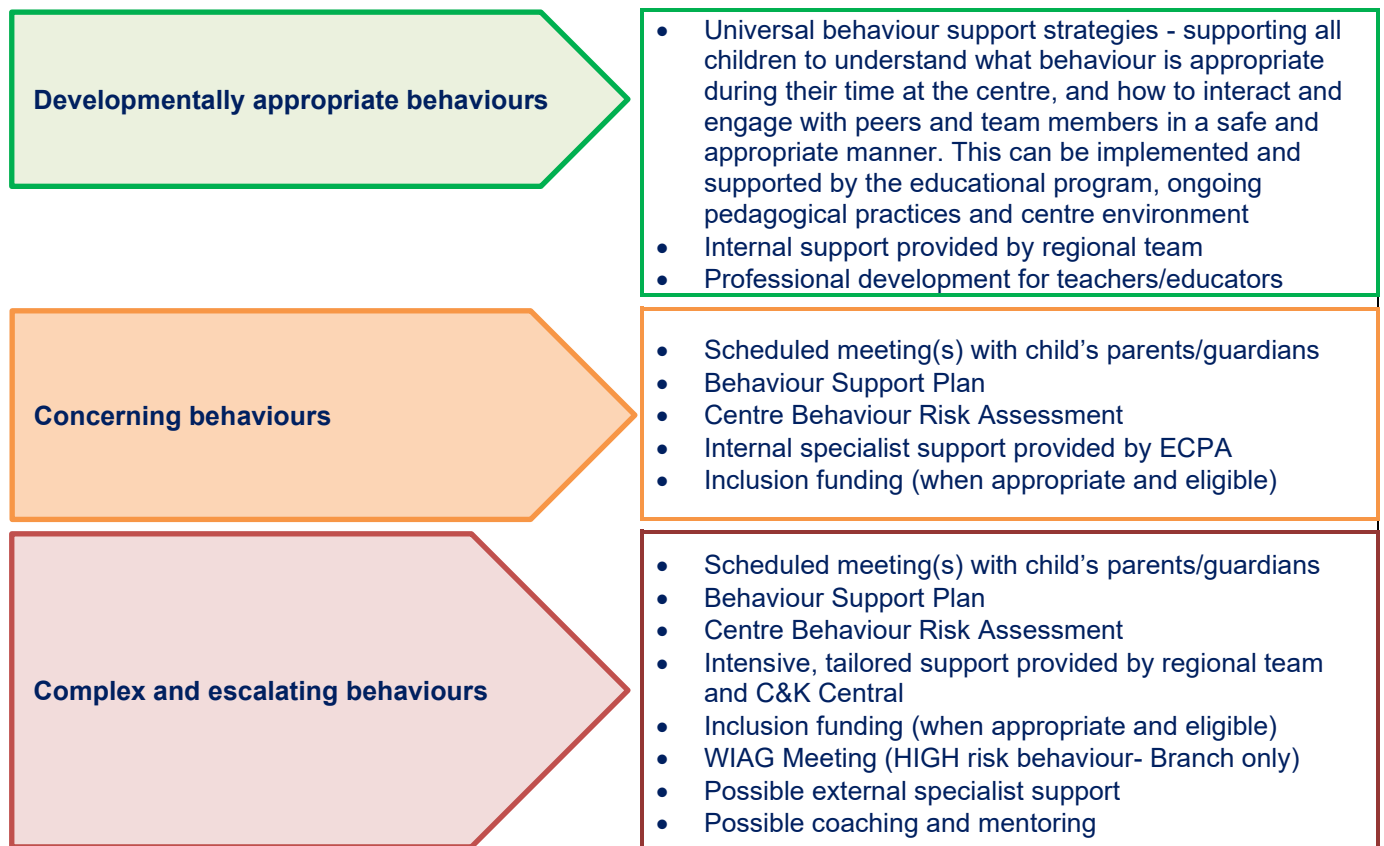 Developmentally appropriate behaviours
• Universal behaviour support strategies - supporting all
children to understand what behaviour is appropriate
during their time at the centre, and how to interact and
engage with peers and team members in a safe and
appropriate manner. This can be implemented and
supported by the educational program, ongoing
pedagogical practices and centre environment
• Internal support provided by regional team
• Professional development for teachers/educators
Concerning behaviours
• Scheduled meeting(s) with child’s parents/guardians
• Behaviour Support Plan
• Centre Behaviour Risk Assessment
• Internal specialist support provided by ECPA
• Inclusion funding (when appropriate and eligible)
Complex and escalating behaviours
• Scheduled meeting(s) with child’s parents/guardians
• Behaviour Support Plan
• Centre Behaviour Risk Assessment
• Intensive, tailored support provided by regional team
and C&K Central
• Inclusion funding (when appropriate and eligible)
• WIAG Meeting (HIGH risk behaviour- Branch only)
• Possible external specialist support
• Possible coaching and mentoring